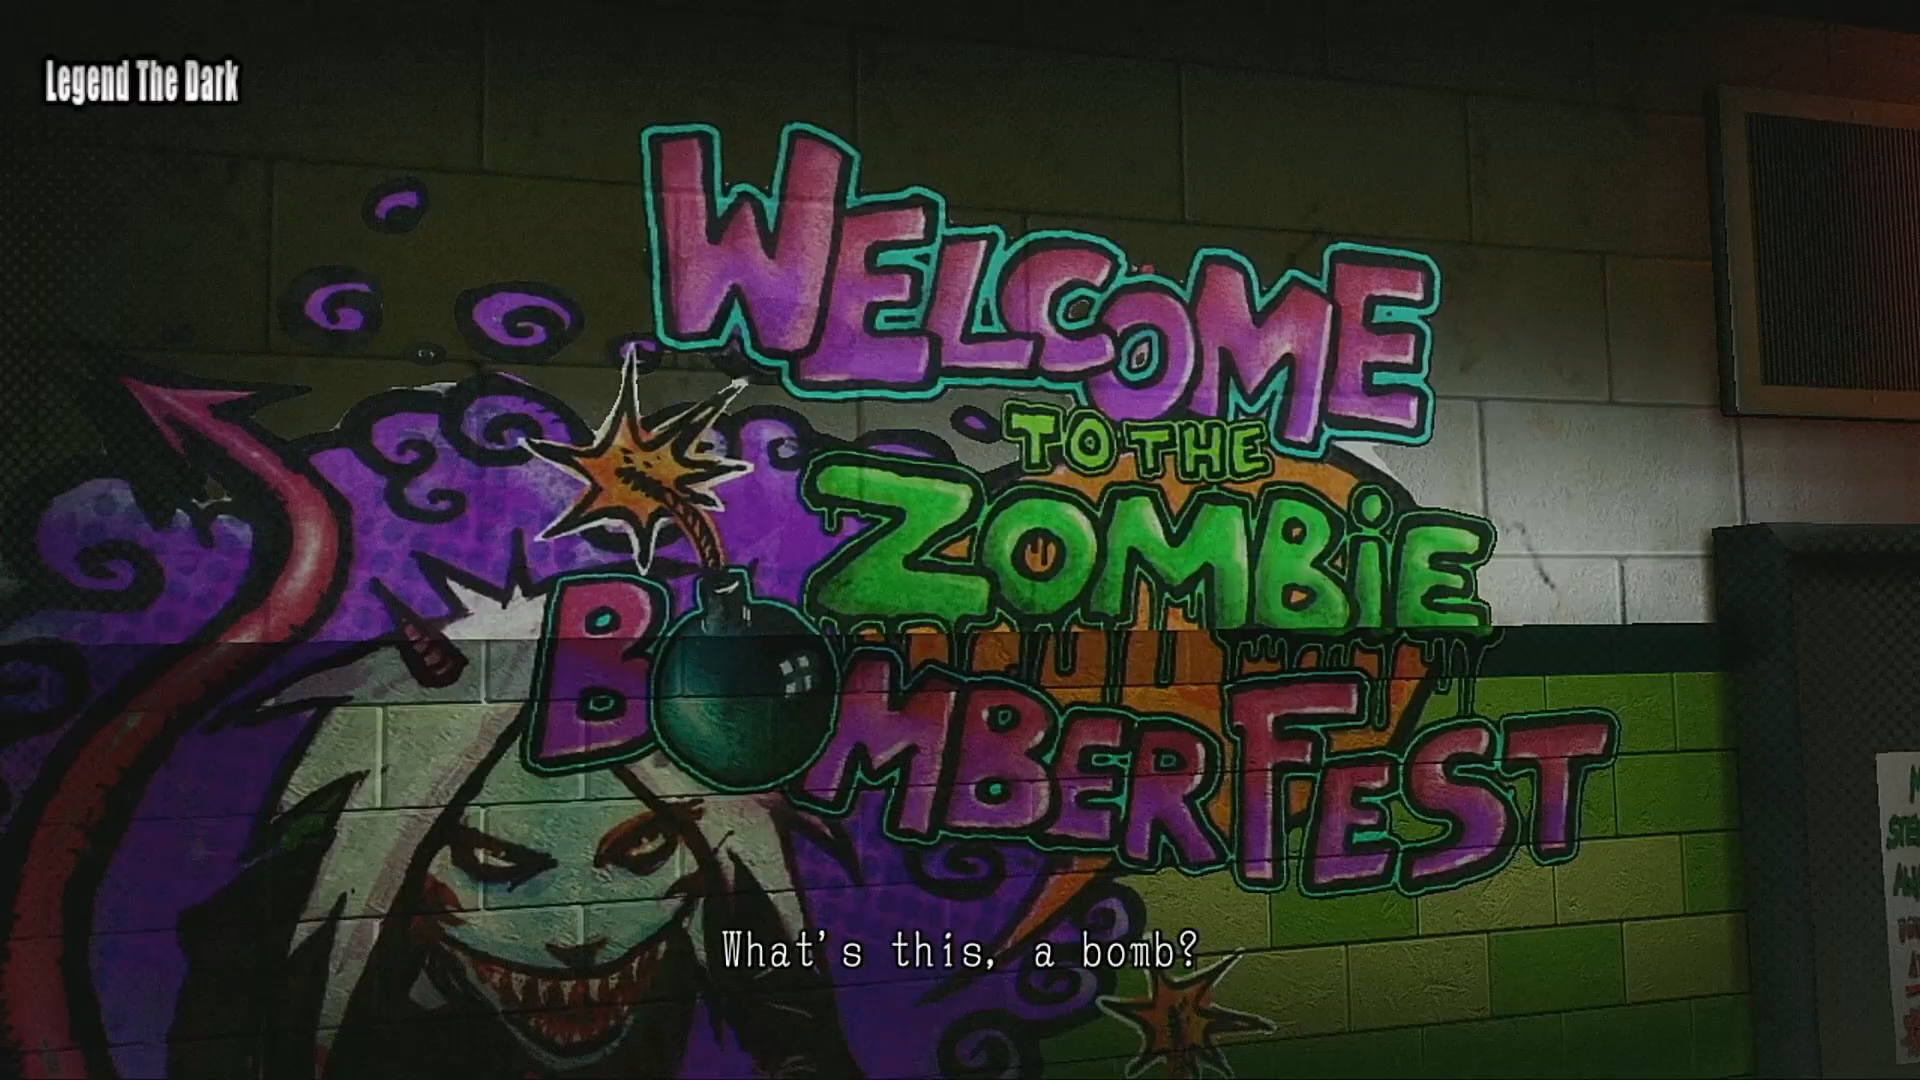 Legend The Dark
WELCOME
TO THE
ZOMBiE
BOMBERFEST
What's this, a bomb?